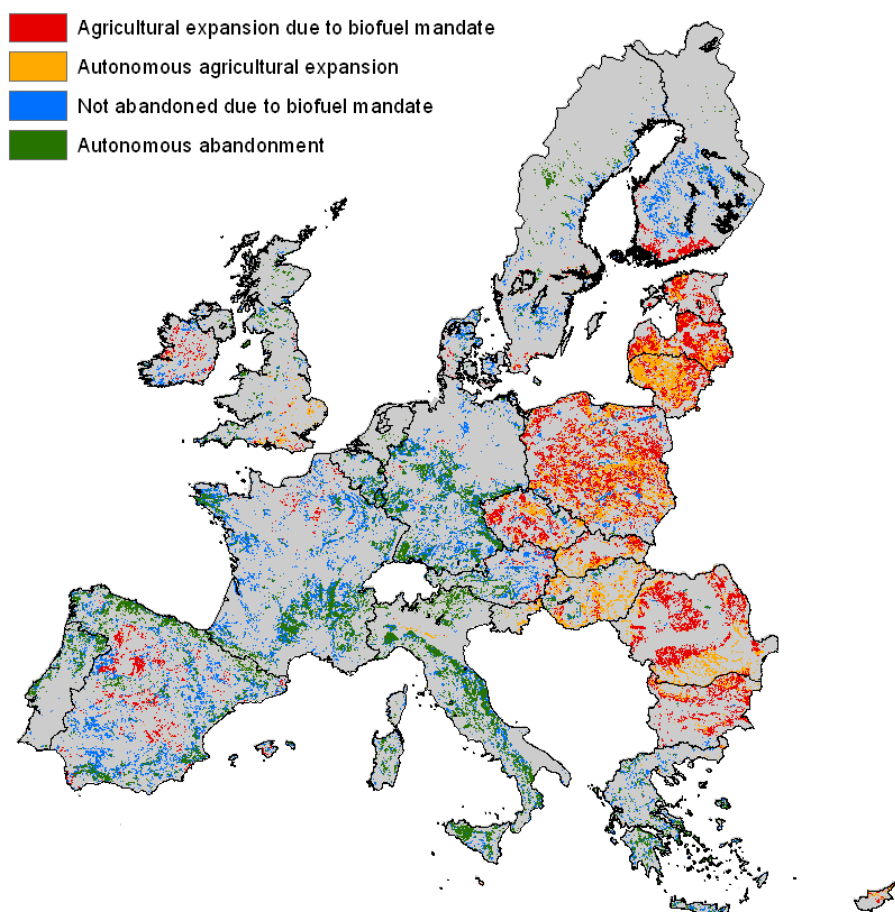 Agricultural expansion due to biofuel mandate
Autonomous agricultural expansion
Not abandoned due to biofuel mandate
Autonomous abandonment